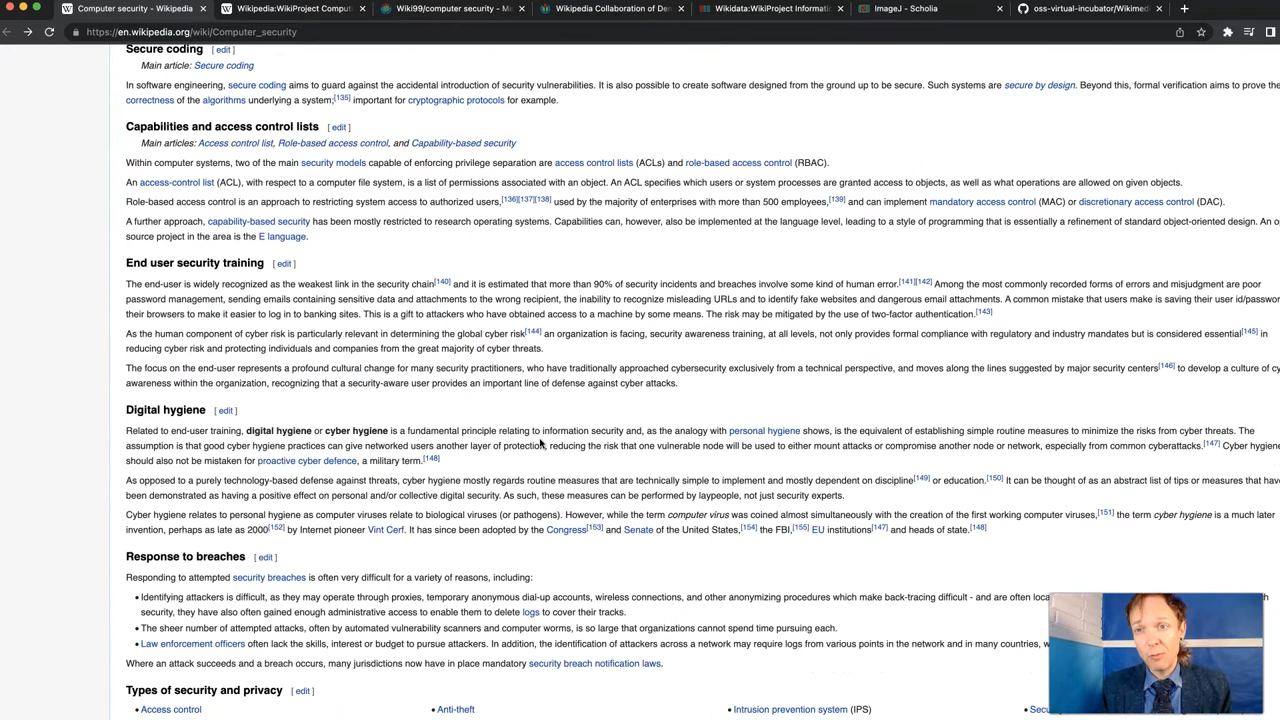 Computer security - Wikipedia
Wikipedia:WikiProject Comput
Wiki99/computer security - Me
Wikipedia Collaboration of Den
Wikidata:WikiProject Informati
ImageJ - Scholia
oss-virtual-incubator/Wikimed
https://en.wikipedia.org/wiki/Computer_security
Secure coding [ edit ]
Main article: Secure coding
In software engineering, secure coding aims to guard against the accidental introduction of security vulnerabilities. It is also possible to create software designed from the ground up to be secure. Such systems are secure by design. Beyond this, formal verification aims to prove the
correctness of the algorithms underlying a system;[135] important for cryptographic protocols for example.
Capabilities and access control lists [ edit ]
Main articles: Access control list, Role-based access control, and Capability-based security
Within computer systems, two of the main security models capable of enforcing privilege separation are access control lists (ACLs) and role-based access control (RBAC).
An access-control list (ACL), with respect to a computer file system, is a list of permissions associated with an object. An ACL specifies which users or system processes are granted access to objects, as well as what operations are allowed on given objects.
Role-based access control is an approach to restricting system access to authorized users,[136][137][138] used by the majority of enterprises with more than 500 employees,[139] and can implement mandatory access control (MAC) or discretionary access control (DAC).
A further approach, capability-based security has been mostly restricted to research operating systems. Capabilities can, however, also be implemented at the language level, leading to a style of programming that is essentially a refinement of standard object-oriented design. An op
source project in the area is the E language.
End user security training [ edit ]
The end-user is widely recognized as the weakest link in the security chain[140] and it is estimated that more than 90% of security incidents and breaches involve some kind of human error.[141][142] Among the most commonly recorded forms of errors and misjudgment are poor
password management, sending emails containing sensitive data and attachments to the wrong recipient, the inability to recognize misleading URLs and to identify fake websites and dangerous email attachments. A common mistake that users make is saving their user id/passwor
their browsers to make it easier to log in to banking sites. This is a gift to attackers who have obtained access to a machine by some means. The risk may be mitigated by the use of two-factor authentication.[143]
As the human component of cyber risk is particularly relevant in determining the global cyber risk[144] an organization is facing, security awareness training, at all levels, not only provides formal compliance with regulatory and industry mandates but is considered essential[145] in
reducing cyber risk and protecting individuals and companies from the great majority of cyber threats.
The focus on the end-user represents a profound cultural change for many security practitioners, who have traditionally approached cybersecurity exclusively from a technical perspective, and moves along the lines suggested by major security centers[146] to develop a culture of cy
awareness within the organization, recognizing that a security-aware user provides an important line of defense against cyber attacks.
Digital hygiene [ edit ]
Related to end-user training, digital hygiene or cyber hygiene is a fundamental principle relating to information security and, as the analogy with personal hygiene shows, is the equivalent of establishing simple routine measures to minimize the risks from cyber threats. The
assumption is that good cyber hygiene practices can give networked users another layer of protection, reducing the risk that one vulnerable node will be used to either mount attacks or compromise another node or network, especially from common cyberattacks.[147] Cyber hygiene
should also not be mistaken for proactive cyber defence, a military term.[148]
As opposed to a purely technology-based defense against threats, cyber hygiene mostly regards routine measures that are technically simple to implement and mostly dependent on discipline[149] or education.[150] It can be thought of as an abstract list of tips or measures that have
been demonstrated as having a positive effect on personal and/or collective digital security. As such, these measures can be performed by laypeople, not just security experts.
Cyber hygiene relates to personal hygiene as computer viruses relate to biological viruses (or pathogens). However, while the term computer virus was coined almost simultaneously with the creation of the first working computer viruses,[151] the term cyber hygiene is a much later
invention, perhaps as late as 2000[152] by Internet pioneer Vint Cerf. It has since been adopted by the Congress[153] and Senate of the United States,[154] the FBI,[155] EU institutions[147] and heads of state.[148]
Response to breaches [ edit ]
Responding to attempted security breaches is often very difficult for a variety of reasons, including:
• Identifying attackers is difficult, as they may operate through proxies, temporary anonymous dial-up accounts, wireless connections, and other anonymizing procedures which make back-tracing difficult - and are often loca
security, they have also often gained enough administrative access to enable them to delete logs to cover their tracks.
• The sheer number of attempted attacks, often by automated vulnerability scanners and computer worms, is so large that organizations cannot spend time pursuing each.
• Law enforcement officers often lack the skills, interest or budget to pursue attackers. In addition, the identification of attackers across a network may require logs from various points in the network and in many countries, w
Where an attack succeeds and a breach occurs, many jurisdictions now have in place mandatory security breach notification laws.
Types of security and privacy [ edit ]
• Access control
• Anti-theft
• Intrusion prevention system (IPS)
• Secu